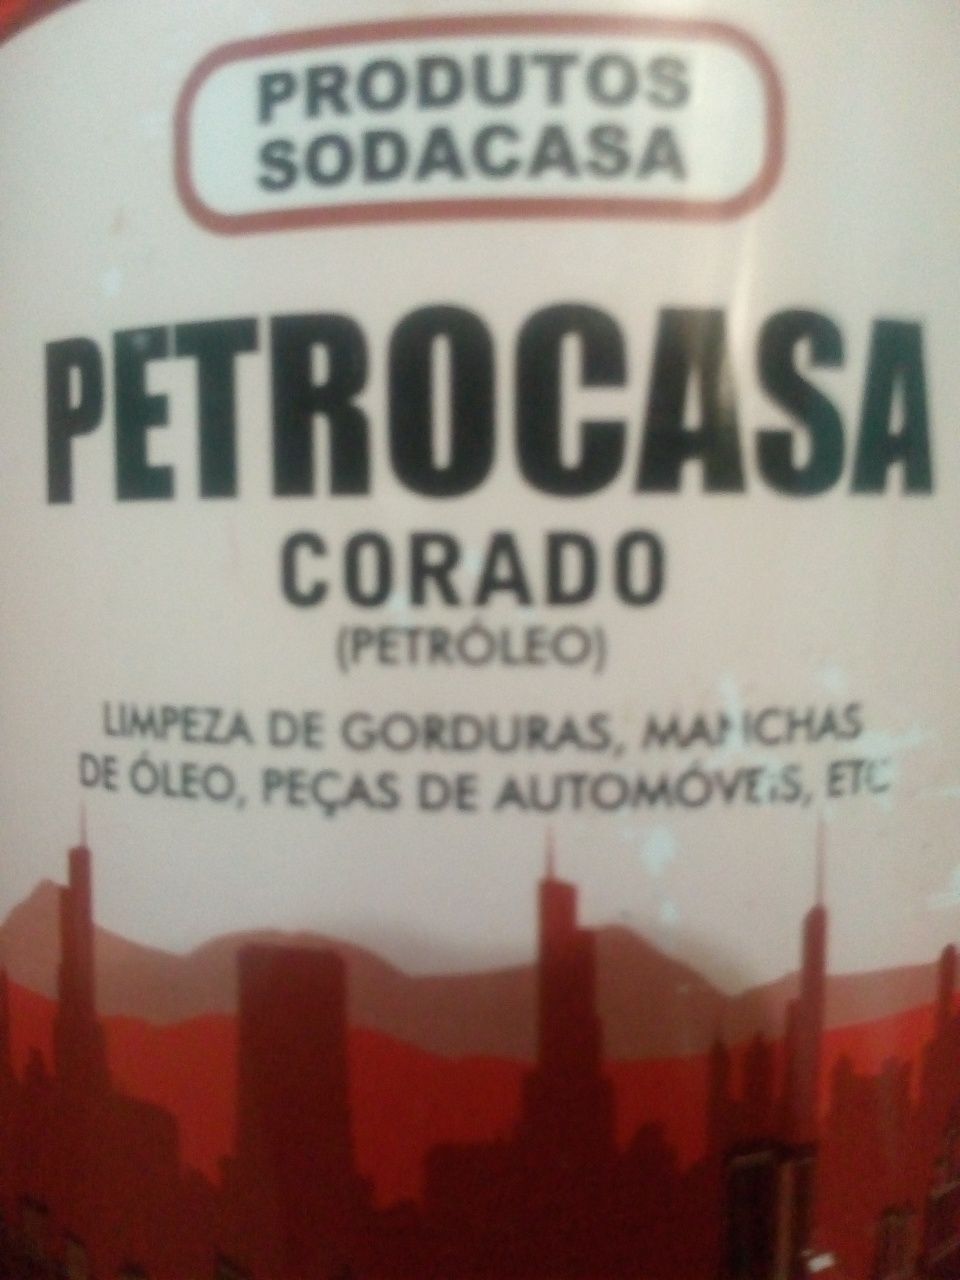 PRODUTOS
SODACASA
PETROCASA
CORADO
(PETRÓLEO)
LIMPEZA DE GORDURAS, MANCHAS
DE ÓLEO, PEÇAS DE AUTOMÓVEIS, ETC